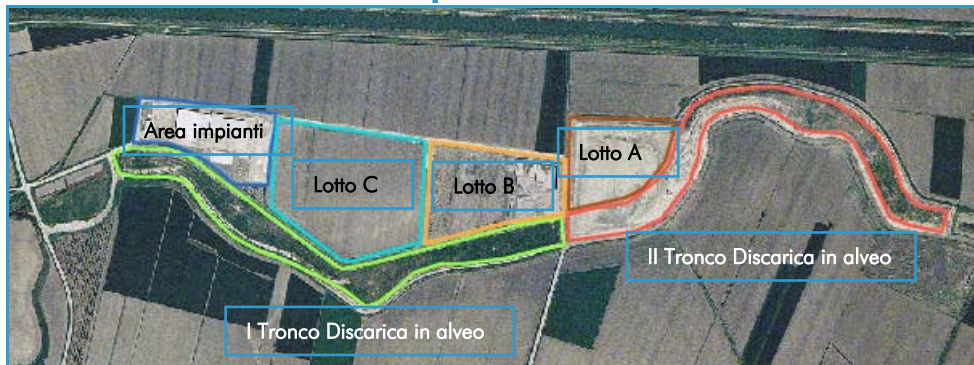 Area impianti
Lotto A
Lotto C
Lotto B
II Tronco Discarica in alveo
I Tronco Discarica in alveo